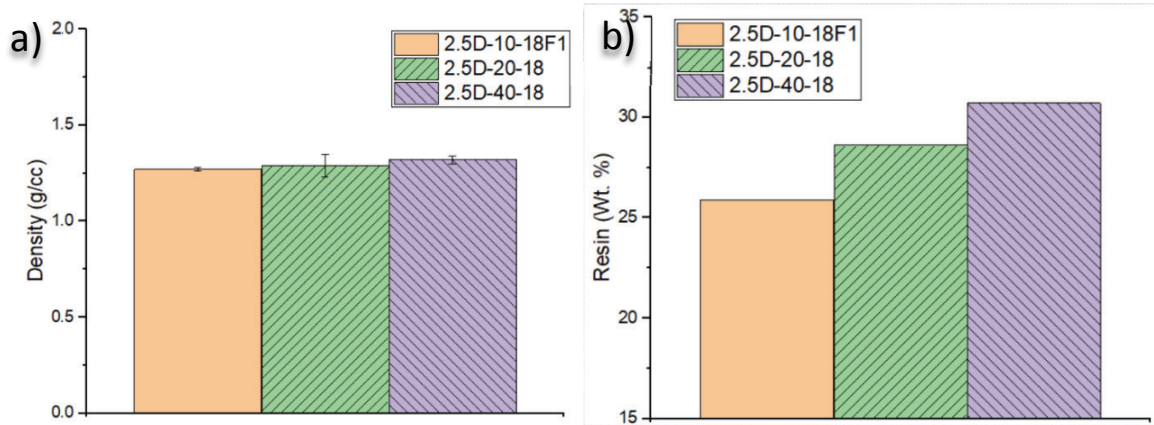 a)
2.5D-10-18F1
2.5D-20-18
2.5D-40-18
Density (g/cc)
2.0
1.5
1.0
0.5
0.0
b)
2.5D-10-18F1
2.5D-20-18
2.5D-40-18
Resin (Wt. %)
35
30
25
20
15